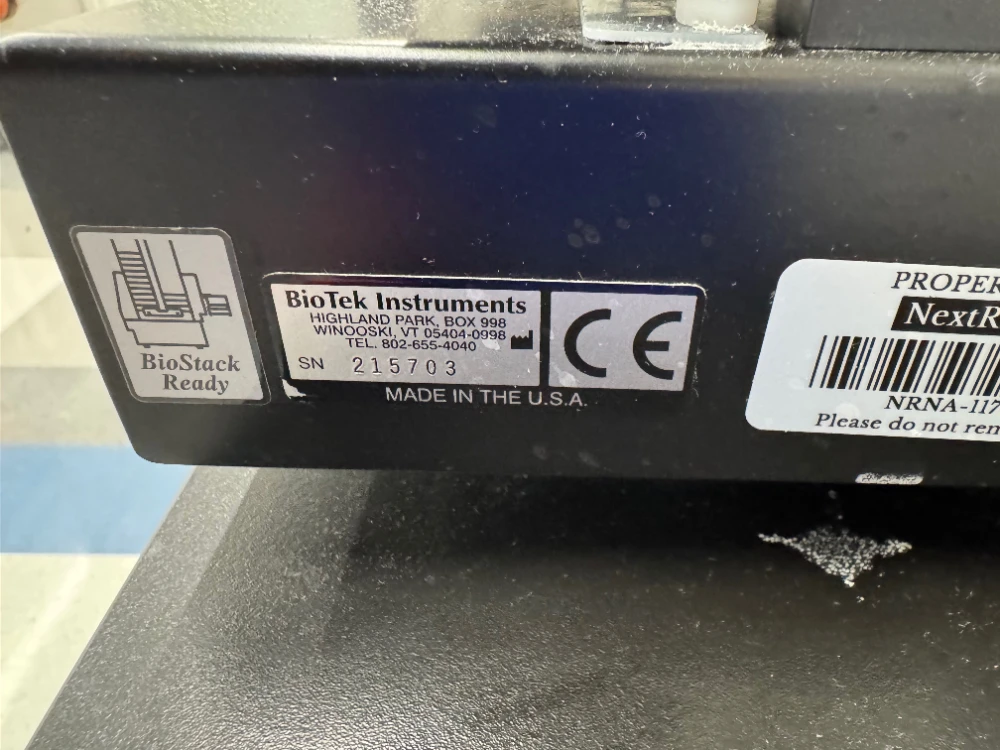 BioStack
Ready
BioTek Instruments
HIGHLAND PARK, BOX 998
WINOOSKI, VT 05404-0998
TEL. 802-655-4040
SN 215703
CE
MADE IN THE U.S.A.
PROPER
NextR
NRNA-117
Please do not rem